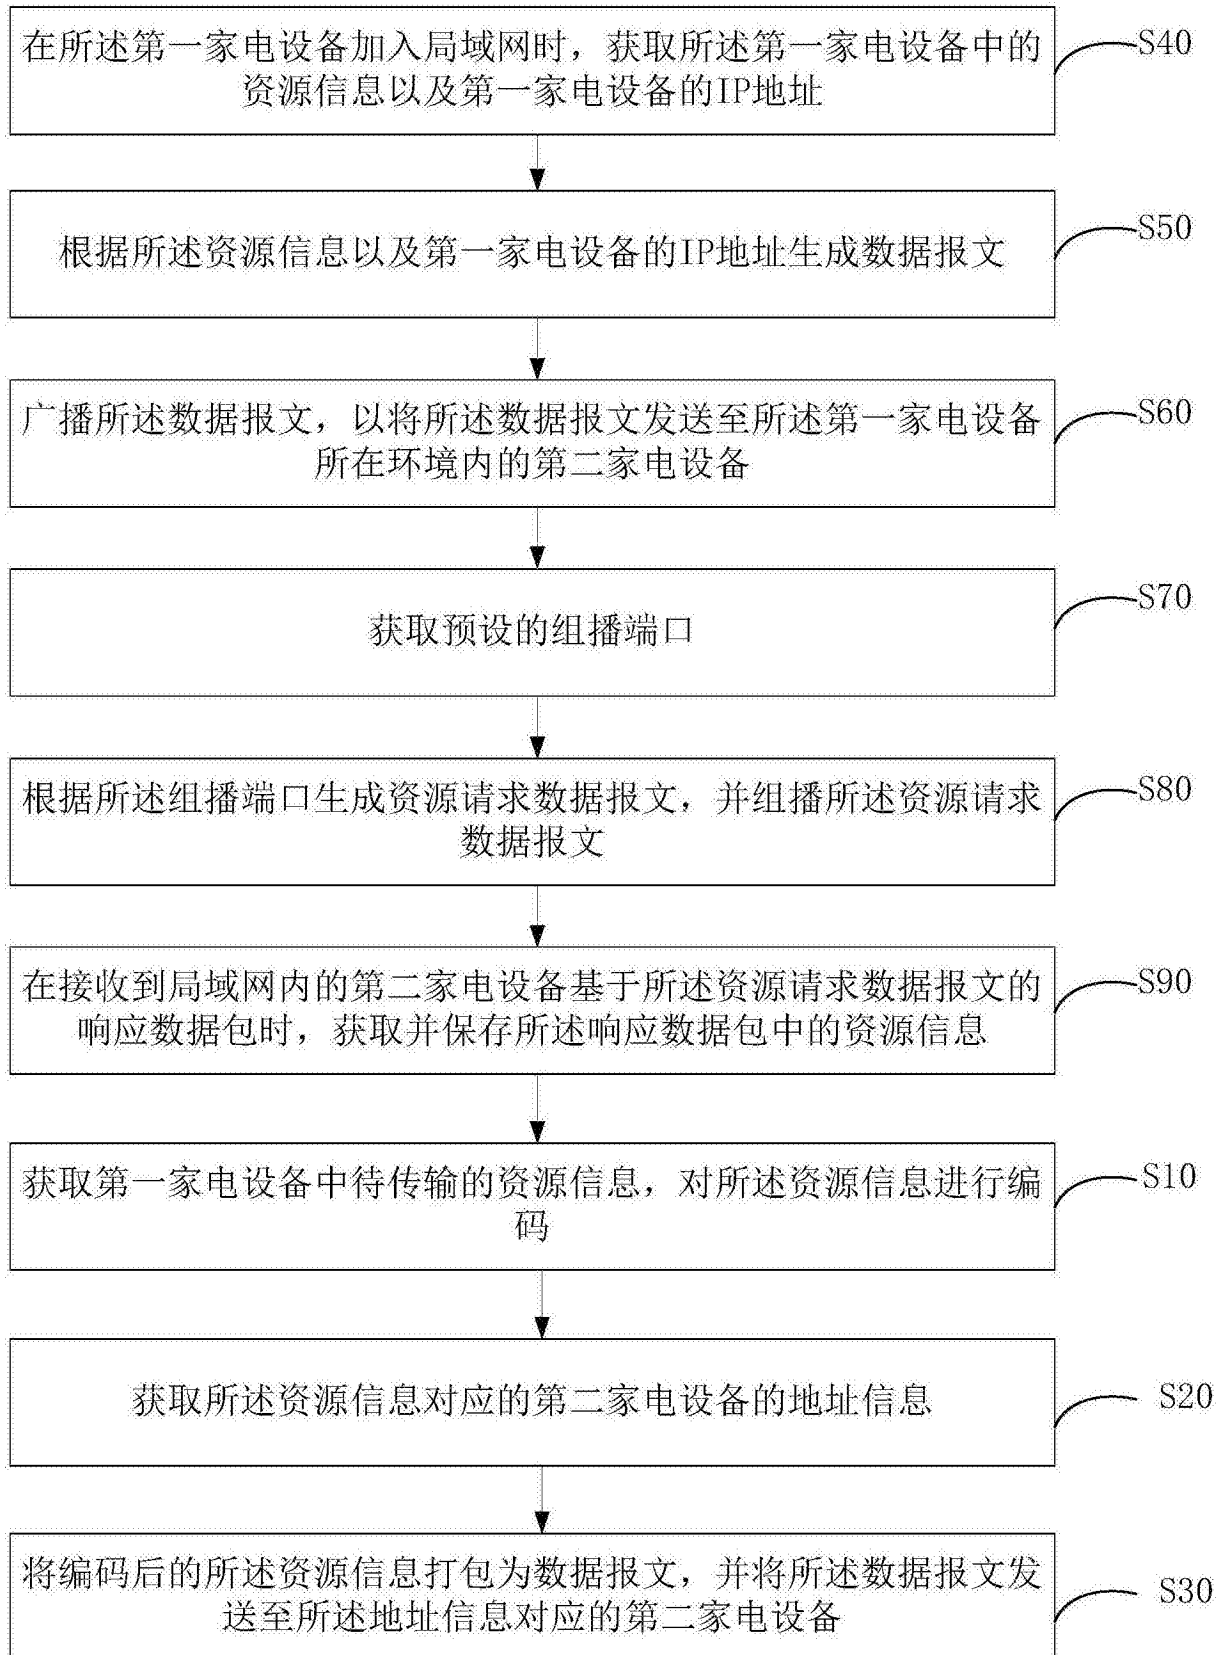 在所述第一家电设备加入局域网时，获取所述第一家电设备中的
资源信息以及第一家电设备的IP地址
S40
根据所述资源信息以及第一家电设备的IP地址生成数据报文
S50
广播所述数据报文，以将所述数据报文发送至所述第一家电设备
所在环境内的第二家电设备
S60
获取预设的组播端口
S70
根据所述组播端口生成资源请求数据报文，并组播所述资源请求
数据报文
S80
在接收到局域网内的第二家电设备基于所述资源请求数据报文的
响应数据包时，获取并保存所述响应数据包中的资源信息
S90
获取第一家电设备中待传输的资源信息，对所述资源信息进行编
码
S10
获取所述资源信息对应的第二家电设备的地址信息
S20
将编码后的所述资源信息打包为数据报文，并将所述数据报文发
送至所述地址信息对应的第二家电设备
S30